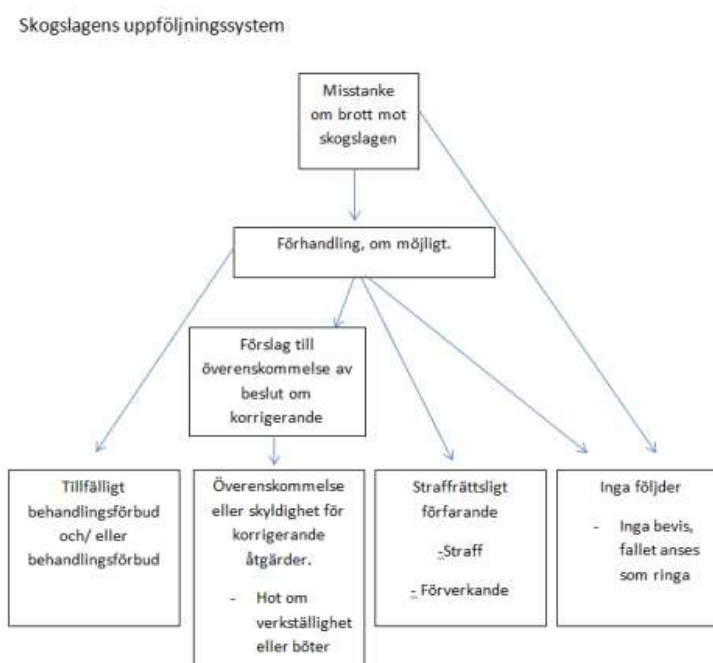 Skogslagens uppföljningssystem
Misstanke
om brott mot
skogslagen
Förhandling, om möjligt.
Förslag till
överenskommelse av
beslut om
korrigerande
Tillfälligt
behandlingsförbud
och/ eller
behandlingsförbud
Överenskommelse
eller skyldighet för
korrigerande
åtgärder.
- Hot om
verkställighet
eller böter
Straffrättsligt
förfarande
-Straff
- Förverkande
Inga följder
- Inga bevis,
fallet anses
som ringa